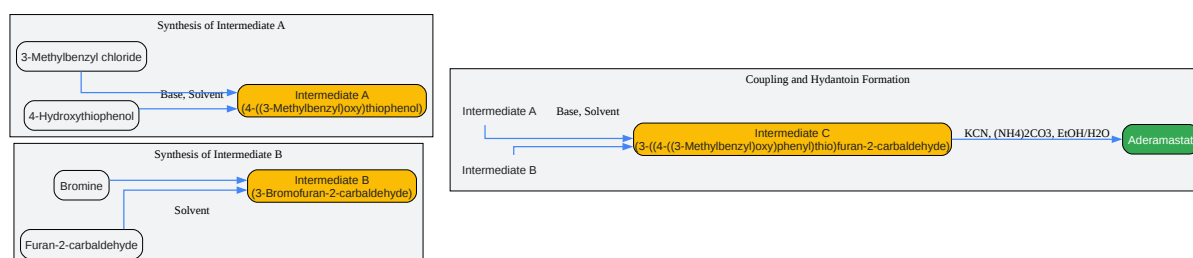 Synthesis of Intermediate A
3-Methylbenzyl chloride
Base, Solvent
4-Hydroxythiophenol
Intermediate A
(4-((3-Methylbenzyl)oxy)thiophenol)
Synthesis of Intermediate B
Bromine
Solvent
Furan-2-carbaldehyde
Intermediate B
(3-Bromofuran-2-carbaldehyde)
Coupling and Hydantoin Formation
Intermediate A
Base, Solvent
Intermediate B
Intermediate C
(3-((4-((3-Methylbenzyl)oxy)phenyl)thio)furan-2-carbaldehyde)
KCN, (NH4)2CO3, EtOH/H2O
Aderamastat